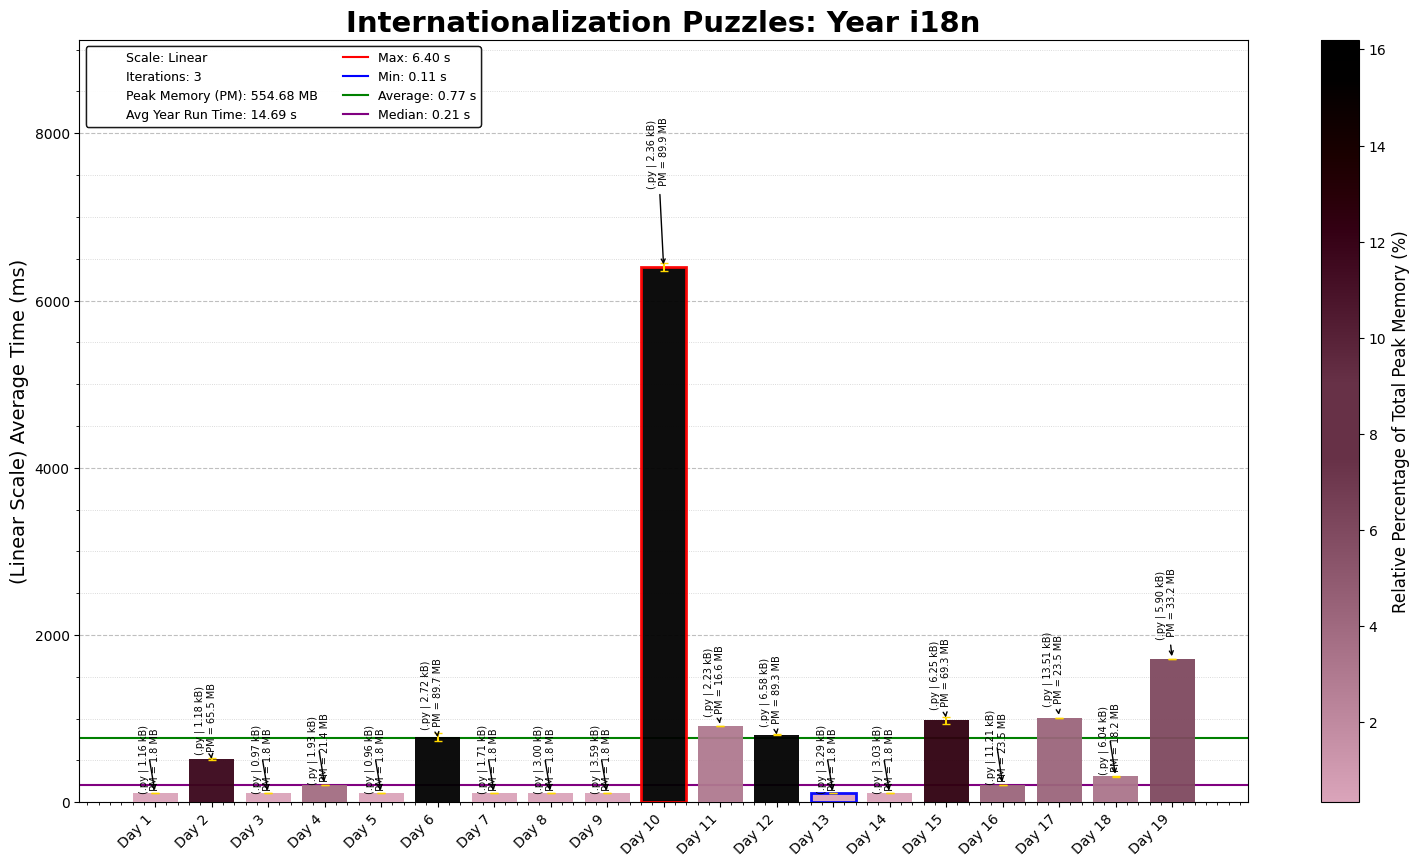 Internationalization Puzzles: Year i18n
Scale: Linear
Iterations: 3
Peak Memory (PM): 554.68 MB
Avg Year Run Time: 14.69 s
Max: 6.40 s
Min: 0.11 s
Average: 0.77 s
Median: 0.21 s
(Linear Scale) Average Time (ms)
8000
6000
4000
2000
0
(.py | 1.16 kB)
PM = 1.8 MB
(.py | 1.18 kB)
PM = 65.5 MB
(.py | 0.97 kB)
PM = 1.8 MB
(.py | 1.93 kB)
PM = 21.4 MB
(.py | 0.96 kB)
PM = 1.8 MB
(.py | 2.72 kB)
PM = 89.7 MB
(.py | 1.71 kB)
PM = 1.8 MB
(.py | 3.00 kB)
PM = 1.8 MB
(.py | 3.59 kB)
PM = 1.8 MB
(.py | 2.36 kB)
PM = 89.9 MB
(.py | 2.23 kB)
PM = 16.6 MB
(.py | 6.58 kB)
PM = 89.3 MB
(.py | 3.29 kB)
PM = 1.8 MB
(.py | 3.03 kB)
PM = 1.8 MB
(.py | 6.25 kB)
PM = 69.3 MB
(.py | 11.21 kB)
PM = 23.5 MB
(.py | 13.51 kB)
PM = 23.5 MB
(.py | 6.04 kB)
PM = 18.2 MB
(.py | 5.90 kB)
PM = 33.2 MB
Day 1
Day 2
Day 3
Day 4
Day 5
Day 6
Day 7
Day 8
Day 9
Day 10
Day 11
Day 12
Day 13
Day 14
Day 15
Day 16
Day 17
Day 18
Day 19
16
14
12
10
8
6
4
2
Relative Percentage of Total Peak Memory (%)